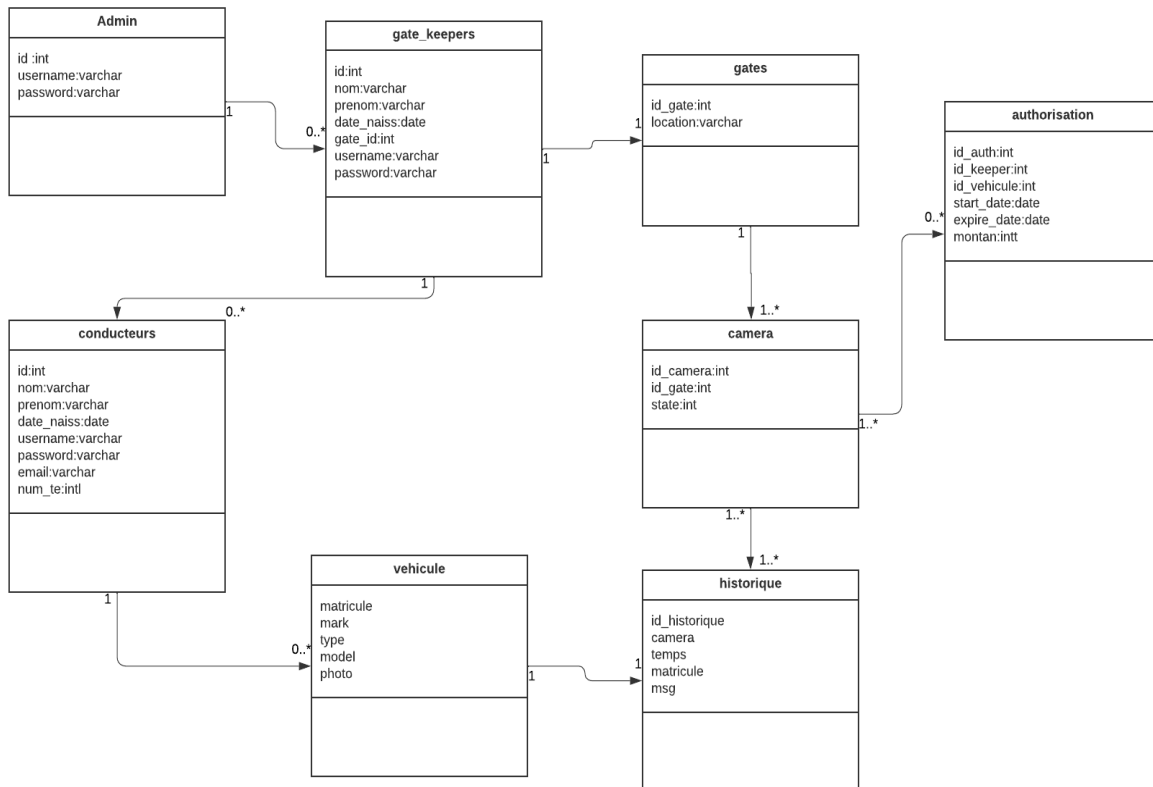 Admin
id :int
username:varchar
password:varchar
1
0..*
gate_keepers
id:int
nom:varchar
prenom:varchar
date_naiss:date
gate_id:int
username:varchar
password:varchar
1
1
1
gates
id_gate:int
location:varchar
1
1..*
authorisation
id_auth:int
id_keeper:int
id_vehicule:int
start_date:date
expire_date:date
montan:intt
0..*
0..*
conducteurs
id:int
nom:varchar
prenom:varchar
date_naiss:date
username:varchar
password:varchar
email:varchar
num_te:intl
1
0..*
camera
id_camera:int
id_gate:int
state:int
1..*
1..*
1..*
vehicule
matricule
mark
type
model
photo
1
1
historique
id_historique
camera
temps
matricule
msg